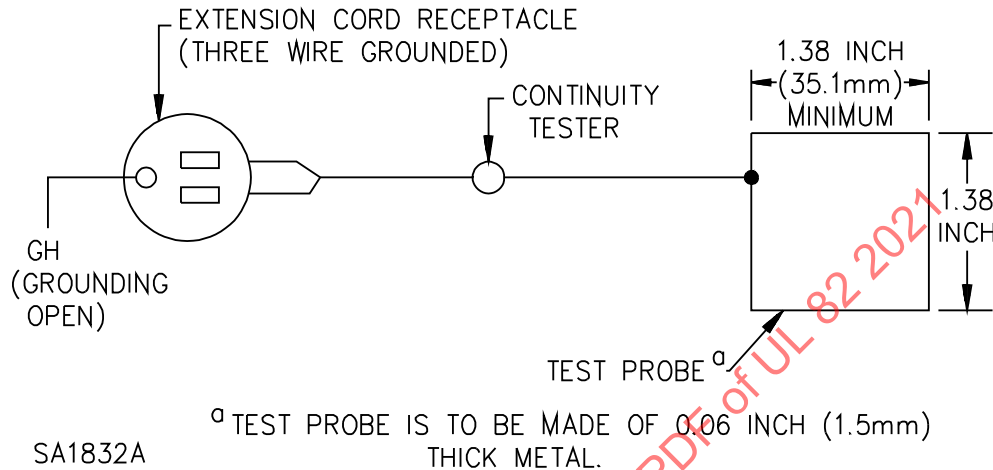 EXTENSION CORD RECEPTACLE
(THREE WIRE GROUNDED)
1.38 INCH
(35.1mm)
MINIMUM
CONTINUITY
TESTER
1.38
INCH
GH
(GROUNDING
OPEN)
TEST PROBE a
a TEST PROBE IS TO BE MADE OF 0.06 INCH (1.5mm)
THICK METAL.
SA1832A
PDF of UL 82 2021